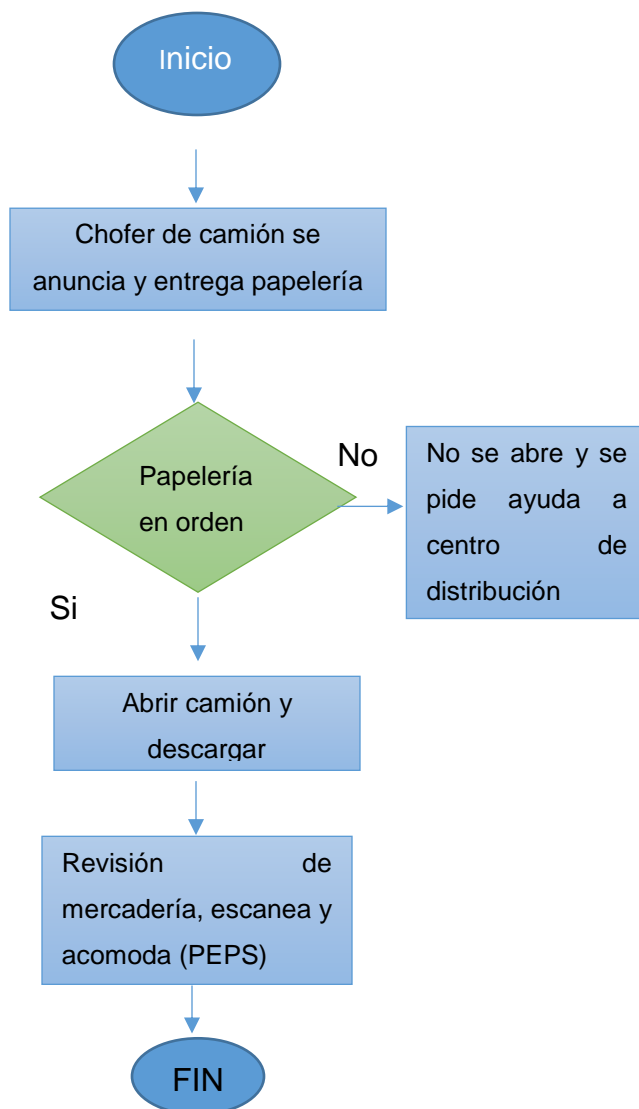 Inicio
Chofer de camión se
anuncia y entrega papelería
Papelería
en orden
No
No se abre y se
pide ayuda a
centro de
distribución
Si
Abrir camión y
descargar
Revisión de
mercadería, escanea y
acomoda (PEPS)
FIN